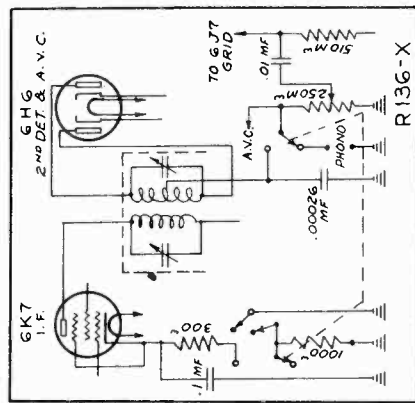 6K7
I.F.
6H6
2ND DET. & A.V.C.
TO 6J7
GRID
.01 MF
510M ω
250M ω
A.V.C.
PHONO
.00026
MF
300 ω
1000 ω
.1 MF
R136-X